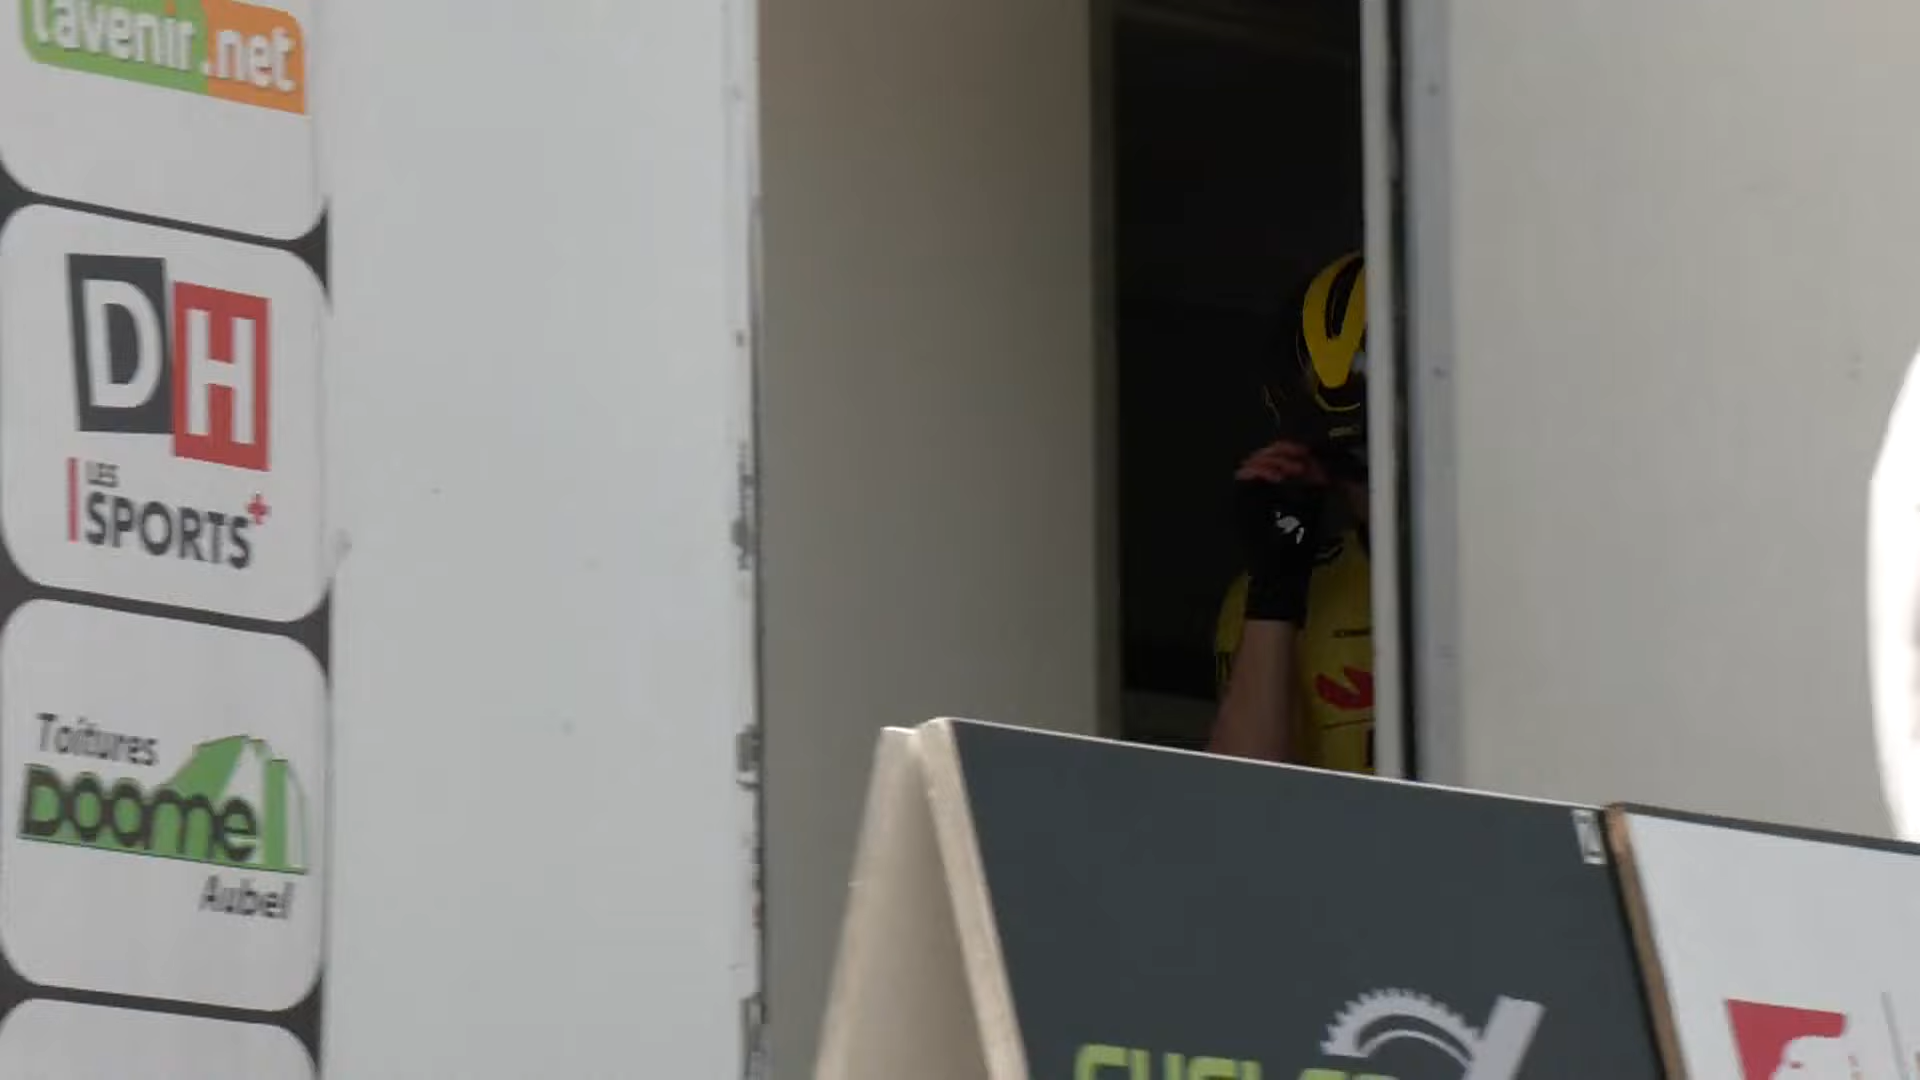 lavenir.net
DH
LES
SPORTS+
Toitures
Doome
Aubel